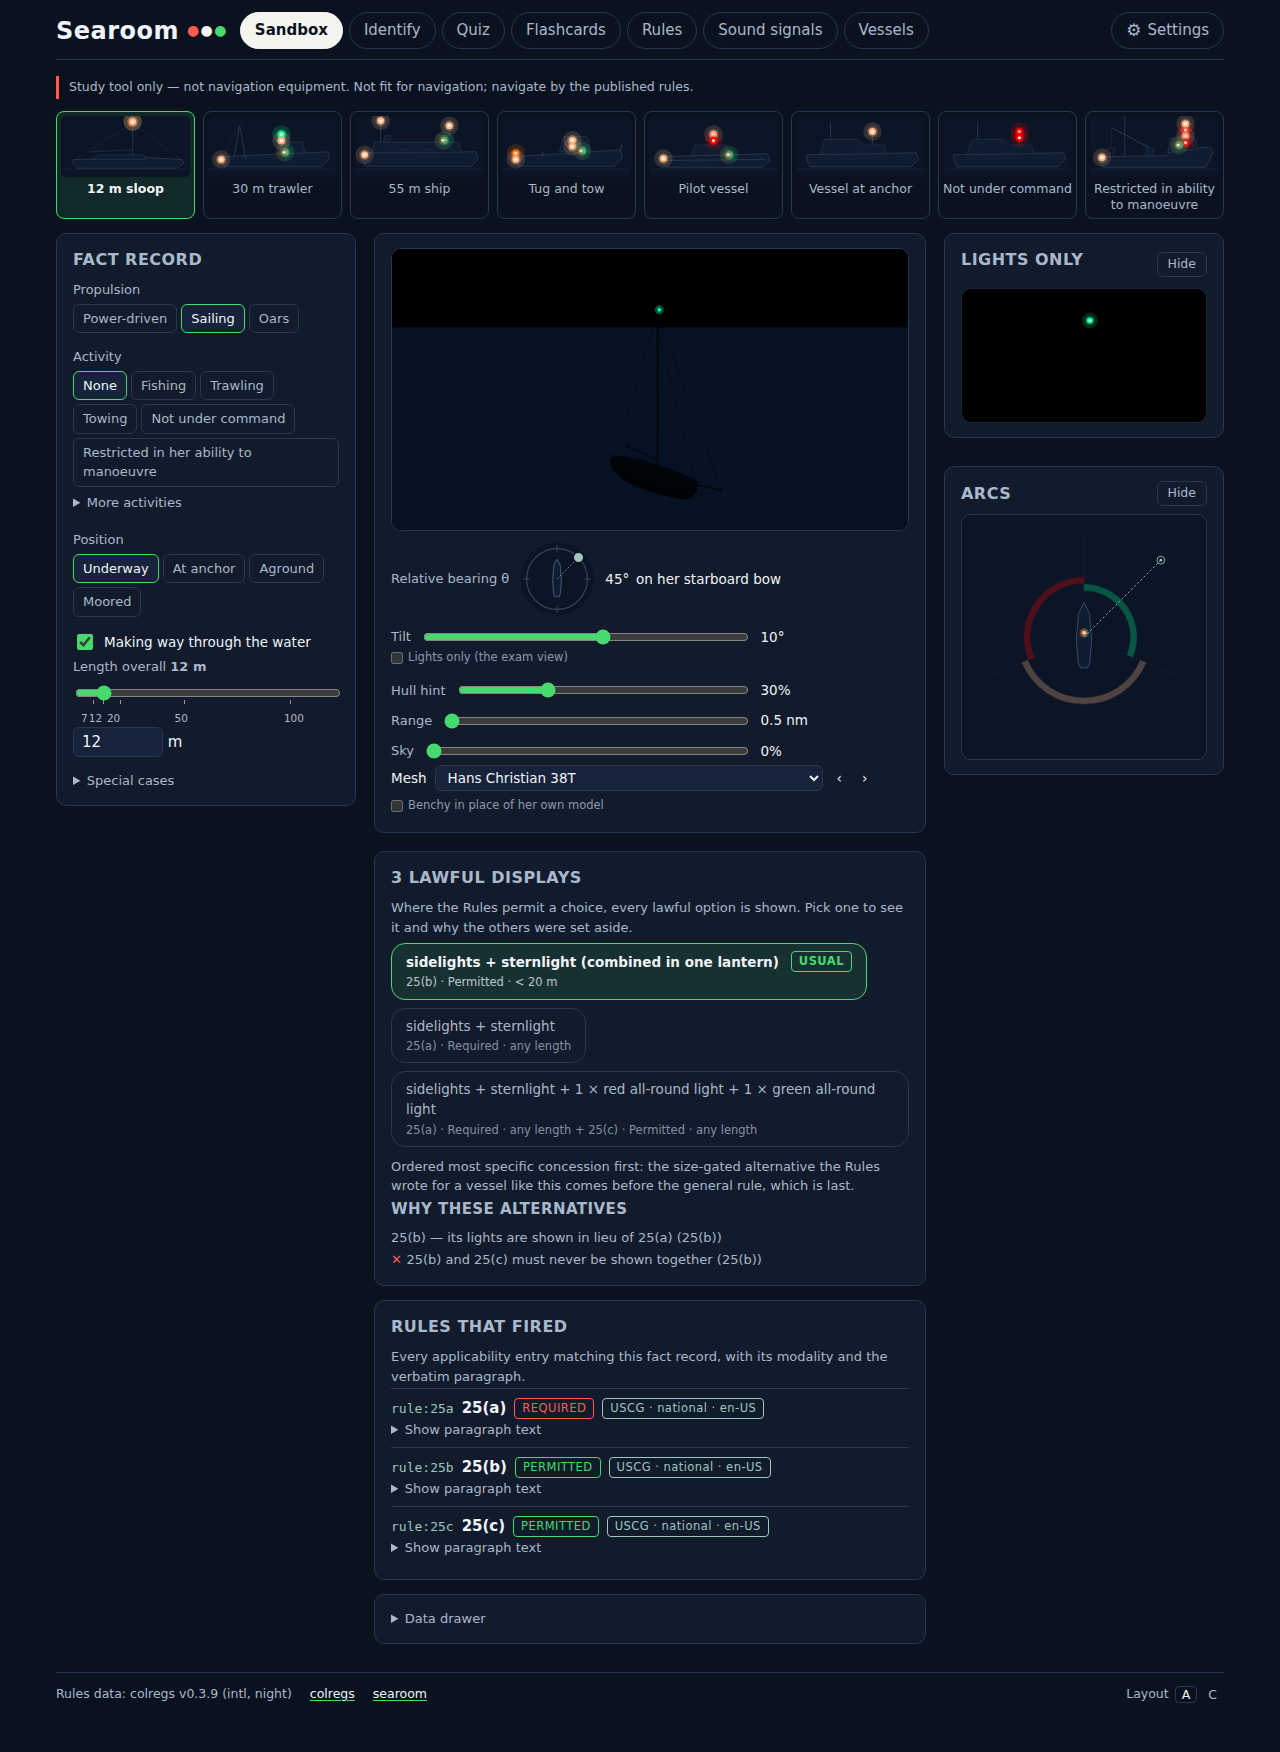 Searoom
Sandbox
Identify
Quiz
Flashcards
Rules
Sound signals
Vessels
⚙ Settings
Study tool only — not navigation equipment. Not fit for navigation; navigate by the published rules.
12 m sloop
30 m trawler
55 m ship
Tug and tow
Pilot vessel
Vessel at anchor
Not under command
Restricted in ability
to manoeuvre
FACT RECORD
Propulsion
Power-driven
Sailing
Oars
Activity
None
Fishing
Trawling
Towing
Not under command
Restricted in her ability to
manoeuvre
More activities
Position
Underway
At anchor
Aground
Moored
Making way through the water
Length overall 12 m
7 12 20 50 100
12 m
Special cases
Relative bearing θ
45° on her starboard bow
Tilt
10°
Lights only (the exam view)
Hull hint
30%
Range
0.5 nm
Sky
0%
Mesh
Hans Christian 38T
‹ ›
Benchy in place of her own model
3 LAWFUL DISPLAYS
Where the Rules permit a choice, every lawful option is shown. Pick one to see
it and why the others were set aside.
sidelights + sternlight (combined in one lantern) USUAL
25(b) · Permitted · < 20 m
sidelights + sternlight
25(a) · Required · any length
sidelights + sternlight + 1 × red all-round light + 1 × green all-round
light
25(a) · Required · any length + 25(c) · Permitted · any length
Ordered most specific concession first: the size-gated alternative the Rules
wrote for a vessel like this comes before the general rule, which is last.
WHY THESE ALTERNATIVES
25(b) — its lights are shown in lieu of 25(a) (25(b))
✕ 25(b) and 25(c) must never be shown together (25(b))
RULES THAT FIRED
Every applicability entry matching this fact record, with its modality and the
verbatim paragraph.
rule:25a 25(a) REQUIRED USCG · national · en-US
Show paragraph text
rule:25b 25(b) PERMITTED USCG · national · en-US
Show paragraph text
rule:25c 25(c) PERMITTED USCG · national · en-US
Show paragraph text
Data drawer
LIGHTS ONLY
Hide
ARCS
Hide
Rules data: colregs v0.3.9 (intl, night) colregs searoom
Layout A C